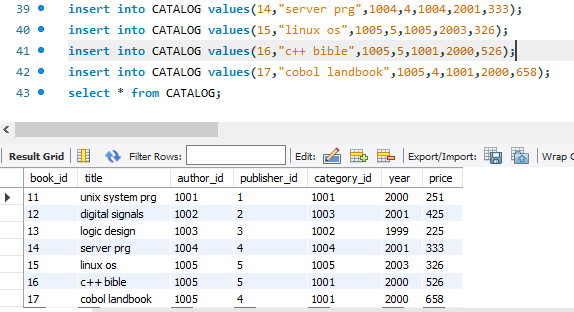 39 insert into CATALOG values(14,"server prg",1004,4,1004,2001,333);
40 insert into CATALOG values(15,"linux os",1005,5,1005,2003,326);
41 insert into CATALOG values(16,"c++ bible",1005,5,1001,2000,526);
42 insert into CATALOG values(17,"cobol landbook",1005,4,1001,2000,658);
43 select * from CATALOG;
Result Grid Filter Rows: Edit: Export/Import: Wrap C
book_id title author_id publisher_id category_id year price
11 unix system prg 1001 1 1001 2000 251
12 digital signals 1002 2 1003 2001 425
13 logic design 1003 3 1002 1999 225
14 server prg 1004 4 1004 2001 333
15 linux os 1005 5 1005 2003 326
16 c++ bible 1005 5 1001 2000 526
17 cobol landbook 1005 4 1001 2000 658